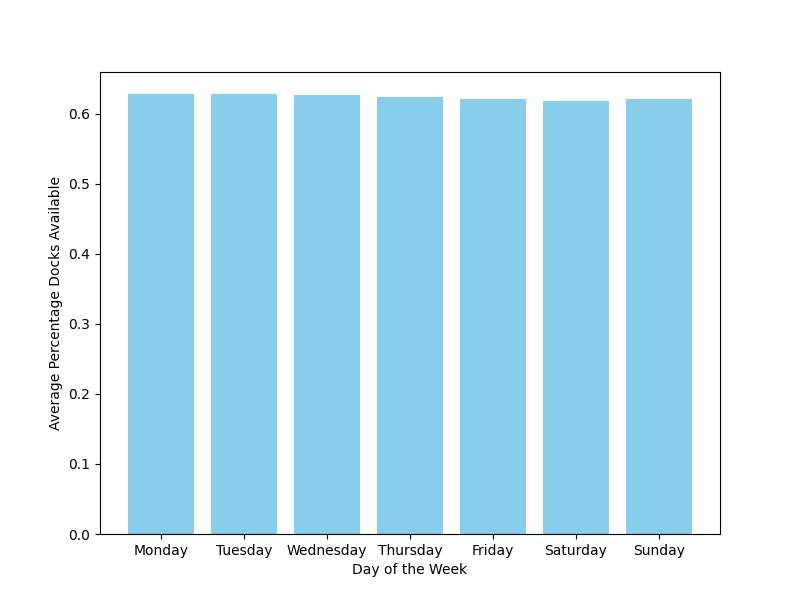 0.6
0.5
0.4
0.3
0.2
0.1
0.0
Average Percentage Docks Available
Monday Tuesday Wednesday Thursday Friday Saturday Sunday
Day of the Week